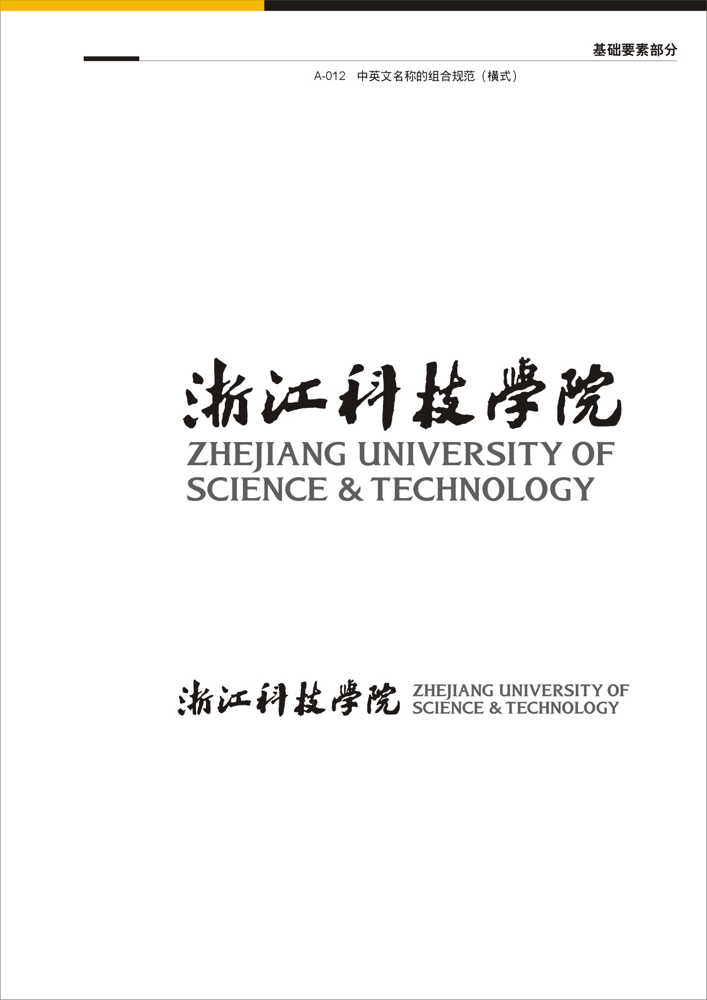 基础要素部分
A-012 中英文名称的组合规范（横式）
浙江科技學院
ZHEJIANG UNIVERSITY OF
SCIENCE & TECHNOLOGY
浙江科技學院
ZHEJIANG UNIVERSITY OF
SCIENCE & TECHNOLOGY